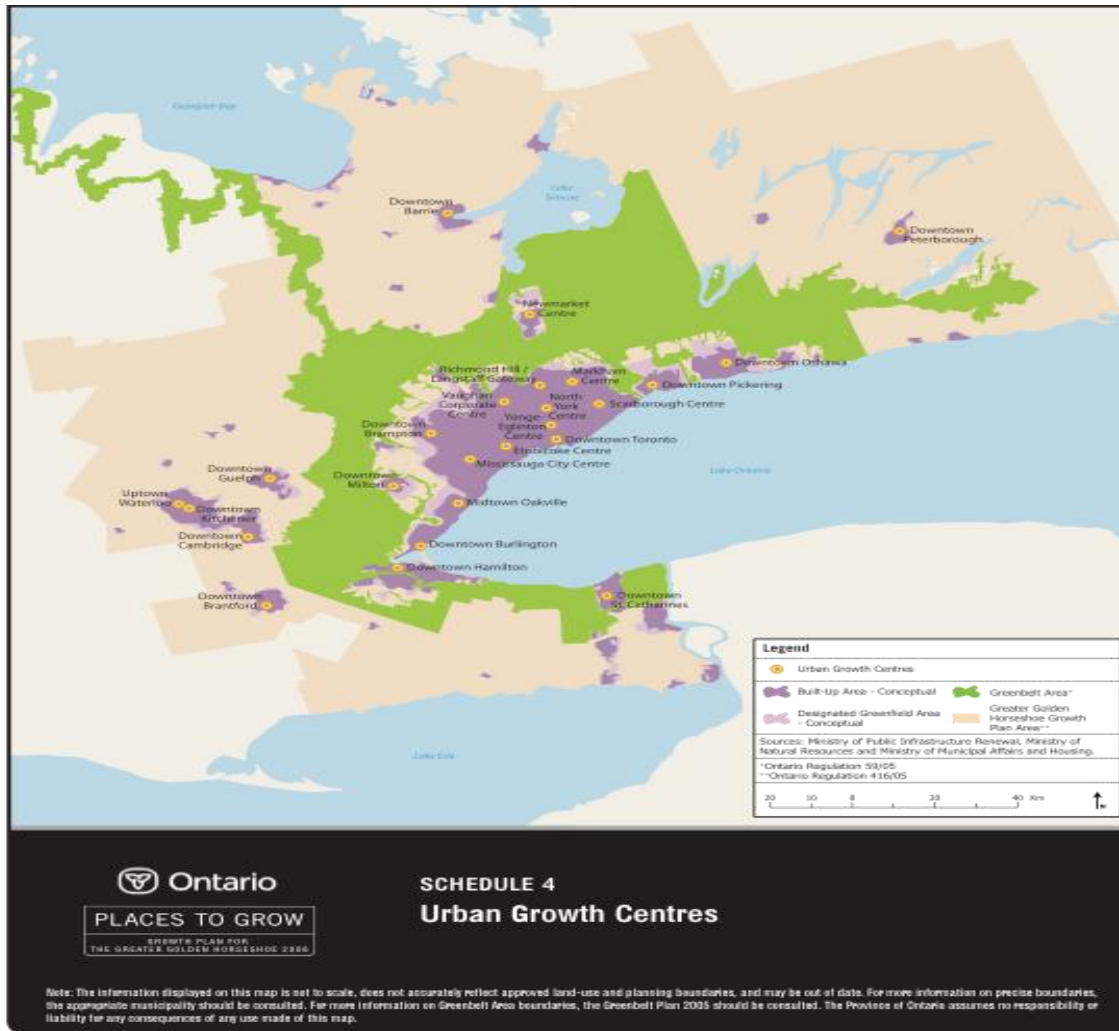 Georgian Bay
Lake
Simcoe
Downtown
Barrie
Downtown
Peterborough
Newmarket
Centre
Richmond Hill /
Langstaff Gateway
Markham
Centre
Downtown Oshawa
Downtown Pickering
Vaughan
Corporate
Centre
North
York
Centre
Scarborough Centre
Yonge-
Eglinton
Centre
Downtown
Brampton
Downtown Toronto
Etobicoke Centre
Mississauga City Centre
Lake Ontario
Downtown
Guelph
Downtown
Milton
Uptown
Waterloo
Downtown
Kitchener
Midtown Oakville
Downtown
Cambridge
Downtown Burlington
Downtown Hamilton
Downtown
Brantford
Downtown
St. Catharines
Lake Erie
Legend
Urban Growth Centres
Built-Up Area - Conceptual
Greenbelt Area*
Designated Greenfield Area
- Conceptual
Greater Golden
Horseshoe Growth
Plan Area**
Sources: Ministry of Public Infrastructure Renewal, Ministry of
Natural Resources and Ministry of Municipal Affairs and Housing.
*Ontario Regulation 59/05
**Ontario Regulation 416/05
20 10 0 20 40 Km
N
Ontario
PLACES TO GROW
GROWTH PLAN FOR
THE GREATER GOLDEN HORSESHOE 2006
SCHEDULE 4
Urban Growth Centres
Note: The information displayed on this map is not to scale, does not accurately reflect approved land-use and planning boundaries, and may be out of date. For more information on precise boundaries,
the appropriate municipality should be consulted. For more information on Greenbelt Area boundaries, the Greenbelt Plan 2005 should be consulted. The Province of Ontario assumes no responsibility or
liability for any consequences of any use made of this map.